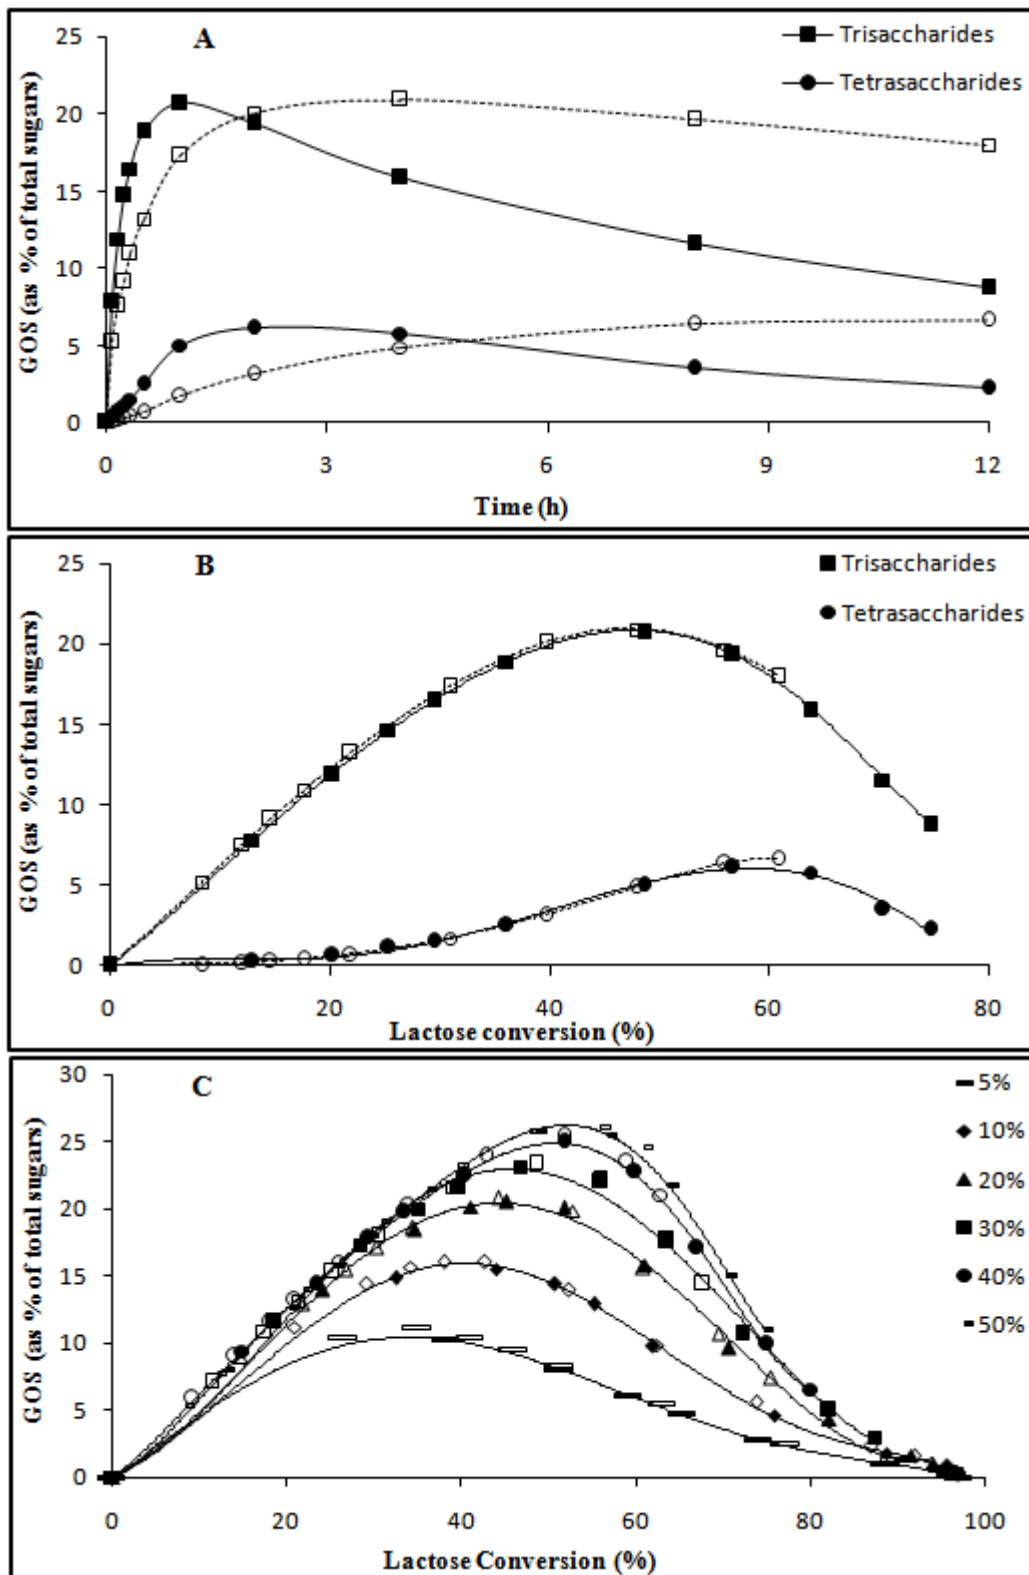 A
GOS (as % of total sugars)
25
20
15
10
5
0
Trisaccharides
Tetrasaccharides
0 3 6 9 12
Time (h)
B
GOS (as % of total sugars)
25
20
15
10
5
0
Trisaccharides
Tetrasaccharides
0 20 40 60 80
Lactose conversion (%)
C
GOS (as % of total sugars)
30
25
20
15
10
5
0
5%
10%
20%
30%
40%
50%
0 20 40 60 80 100
Lactose Conversion (%)